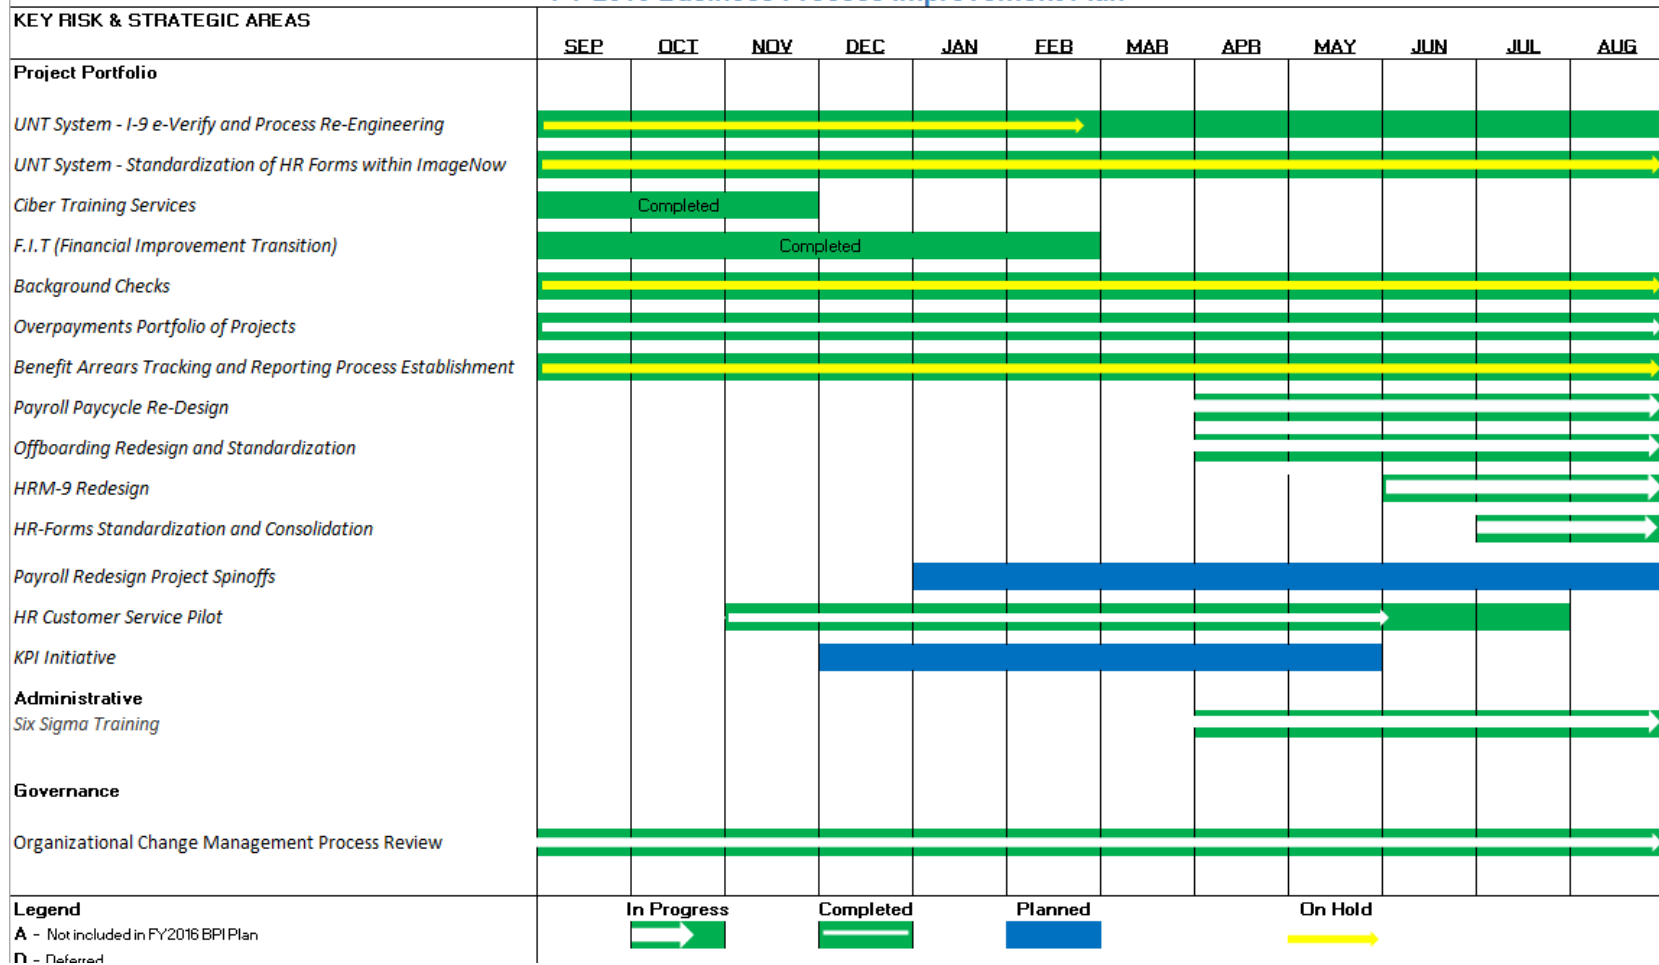 KEY RISK & STRATEGIC AREAS
SEP OCT NOV DEC JAN FEB MAR APR MAY JUN JUL AUG
Project Portfolio
UNT System - I-9 e-Verify and Process Re-Engineering
UNT System - Standardization of HR Forms within ImageNow
Ciber Training Services Completed
F.I.T (Financial Improvement Transition) Completed
Background Checks
Overpayments Portfolio of Projects
Benefit Arrears Tracking and Reporting Process Establishment
Payroll Paycycle Re-Design
Offboarding Redesign and Standardization
HRM-9 Redesign
HR-Forms Standardization and Consolidation
Payroll Redesign Project Spinoffs
HR Customer Service Pilot
KPI Initiative
Administrative
Six Sigma Training
Governance
Organizational Change Management Process Review
Legend In Progress Completed Planned On Hold
A - Not included in FY2016 BPI Plan
D - Deferred